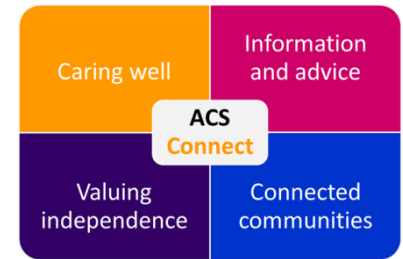 Caring well
Information
and advice
ACS
Connect
Valuing
independence
Connected
communities